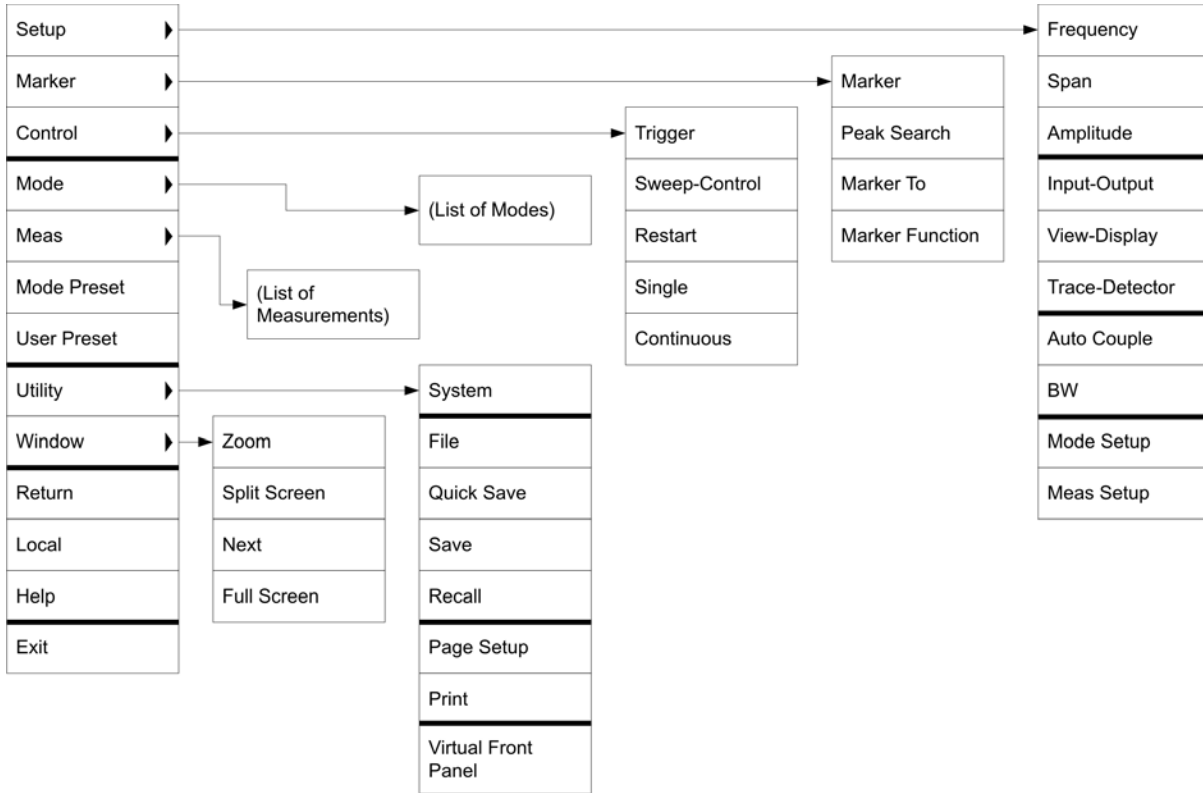 Setup
Marker
Control
Mode
Meas
Mode Preset
User Preset
Utility
Window
Return
Local
Help
Exit
(List of
Measurements)
Zoom
Split Screen
Next
Full Screen
(List of Modes)
System
File
Quick Save
Save
Recall
Page Setup
Print
Virtual Front
Panel
Trigger
Sweep-Control
Restart
Single
Continuous
Marker
Peak Search
Marker To
Marker Function
Frequency
Span
Amplitude
Input-Output
View-Display
Trace-Detector
Auto Couple
BW
Mode Setup
Meas Setup